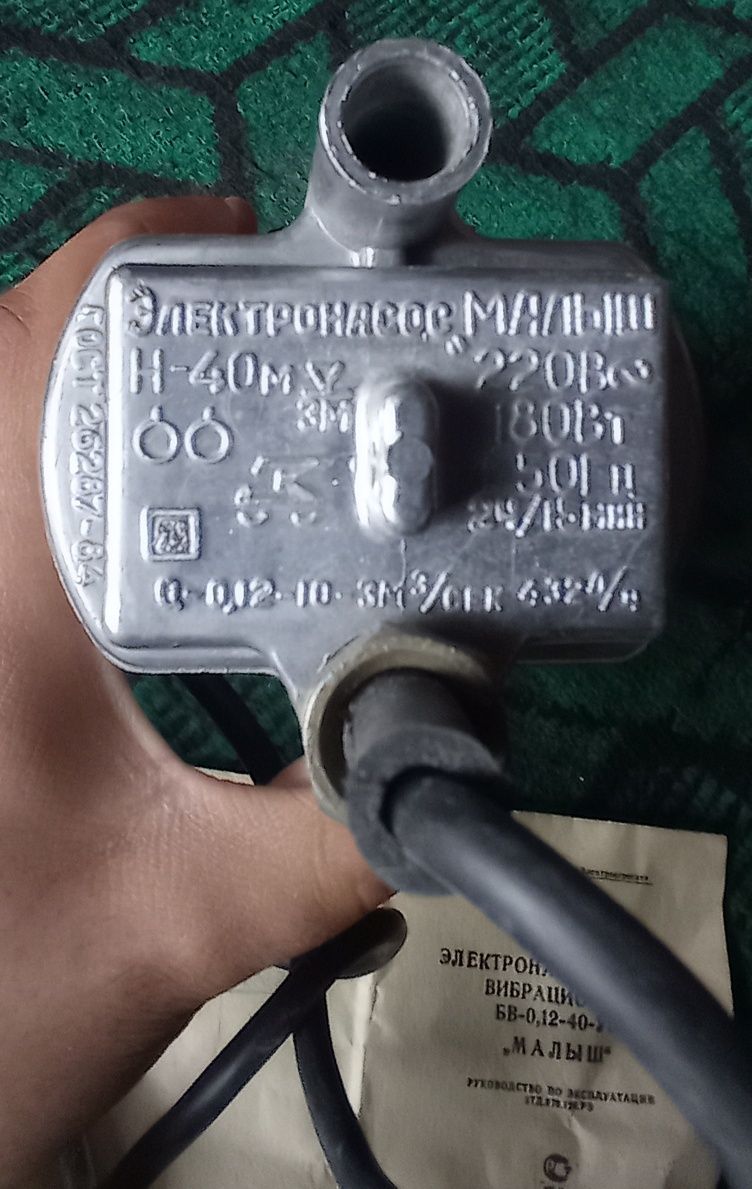 ЭЛЕКТРОНАСОС „МАЛЫШ
Н-40м 220В~
3М 180Вт
50Гц
ГОСТ 26287-84
Q-0,12-10-3М³/СЕК 432л/ч
ЭЛЕКТРОНА
ВИБРАЦИО
БВ-0,12-40-
„МАЛЫШ“
РУКОВОДСТВО ПО ЭКСПЛУАТАЦИИ